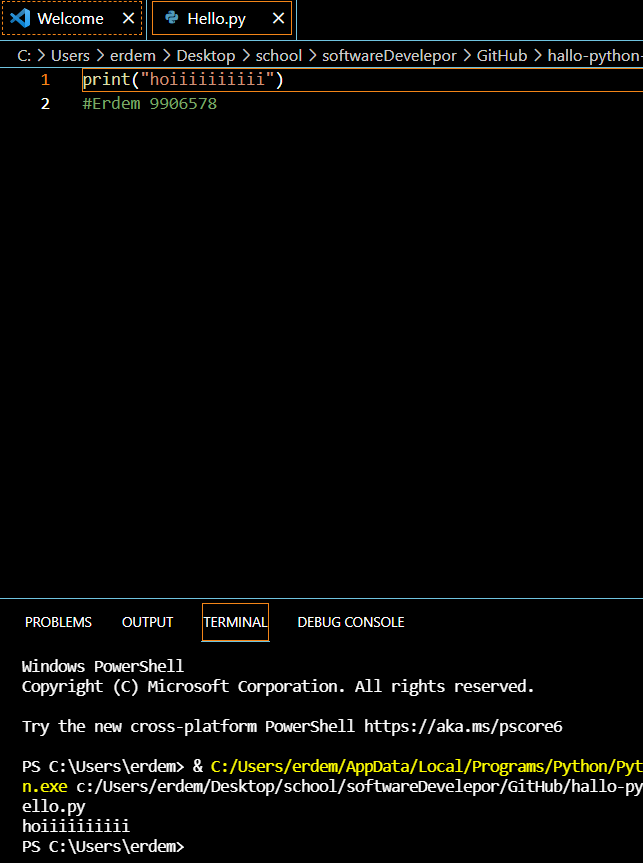 Welcome × Hello.py ×
C: > Users > erdem > Desktop > school > softwareDevelepor > GitHub > hallo-python-
1 print("hoiiiiiiiiii")
2 #Erdem 9906578
PROBLEMS OUTPUT TERMINAL DEBUG CONSOLE
Windows PowerShell
Copyright (C) Microsoft Corporation. All rights reserved.
Try the new cross-platform PowerShell https://aka.ms/pscore6
PS C:\Users\erdem> & C:/Users/erdem/AppData/Local/Programs/Python/Pyt
n.exe c:/Users/erdem/Desktop/school/softwareDevelepor/GitHub/hallo-py
ello.py
hoiiiiiiiiii
PS C:\Users\erdem>